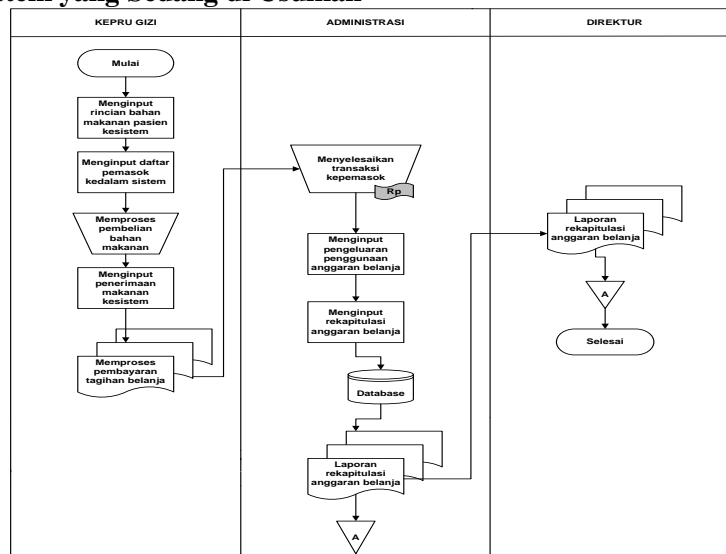 yang Sedang di Usulkan
KEPRU GIZI
ADMINISTRASI
DIREKTUR
Mulai
Menginput
rincian bahan
makanan pasien
kesistem
Menginput daftar
pemasok
kedalam sistem
Memproses
pembelian
bahan
makanan
Menginput
penerimaan
makanan
kesistem
Memproses
pembayaran
tagihan belanja
Menyelesaikan
transaksi
kepemasok
Rp
Menginput
pengeluaran
penggunaan
anggaran belanja
Menginput
rekapitulasi
anggaran belanja
Database
Laporan
rekapitulasi
anggaran belanja
A
Laporan
rekapitulasi
anggaran belanja
A
Selesai